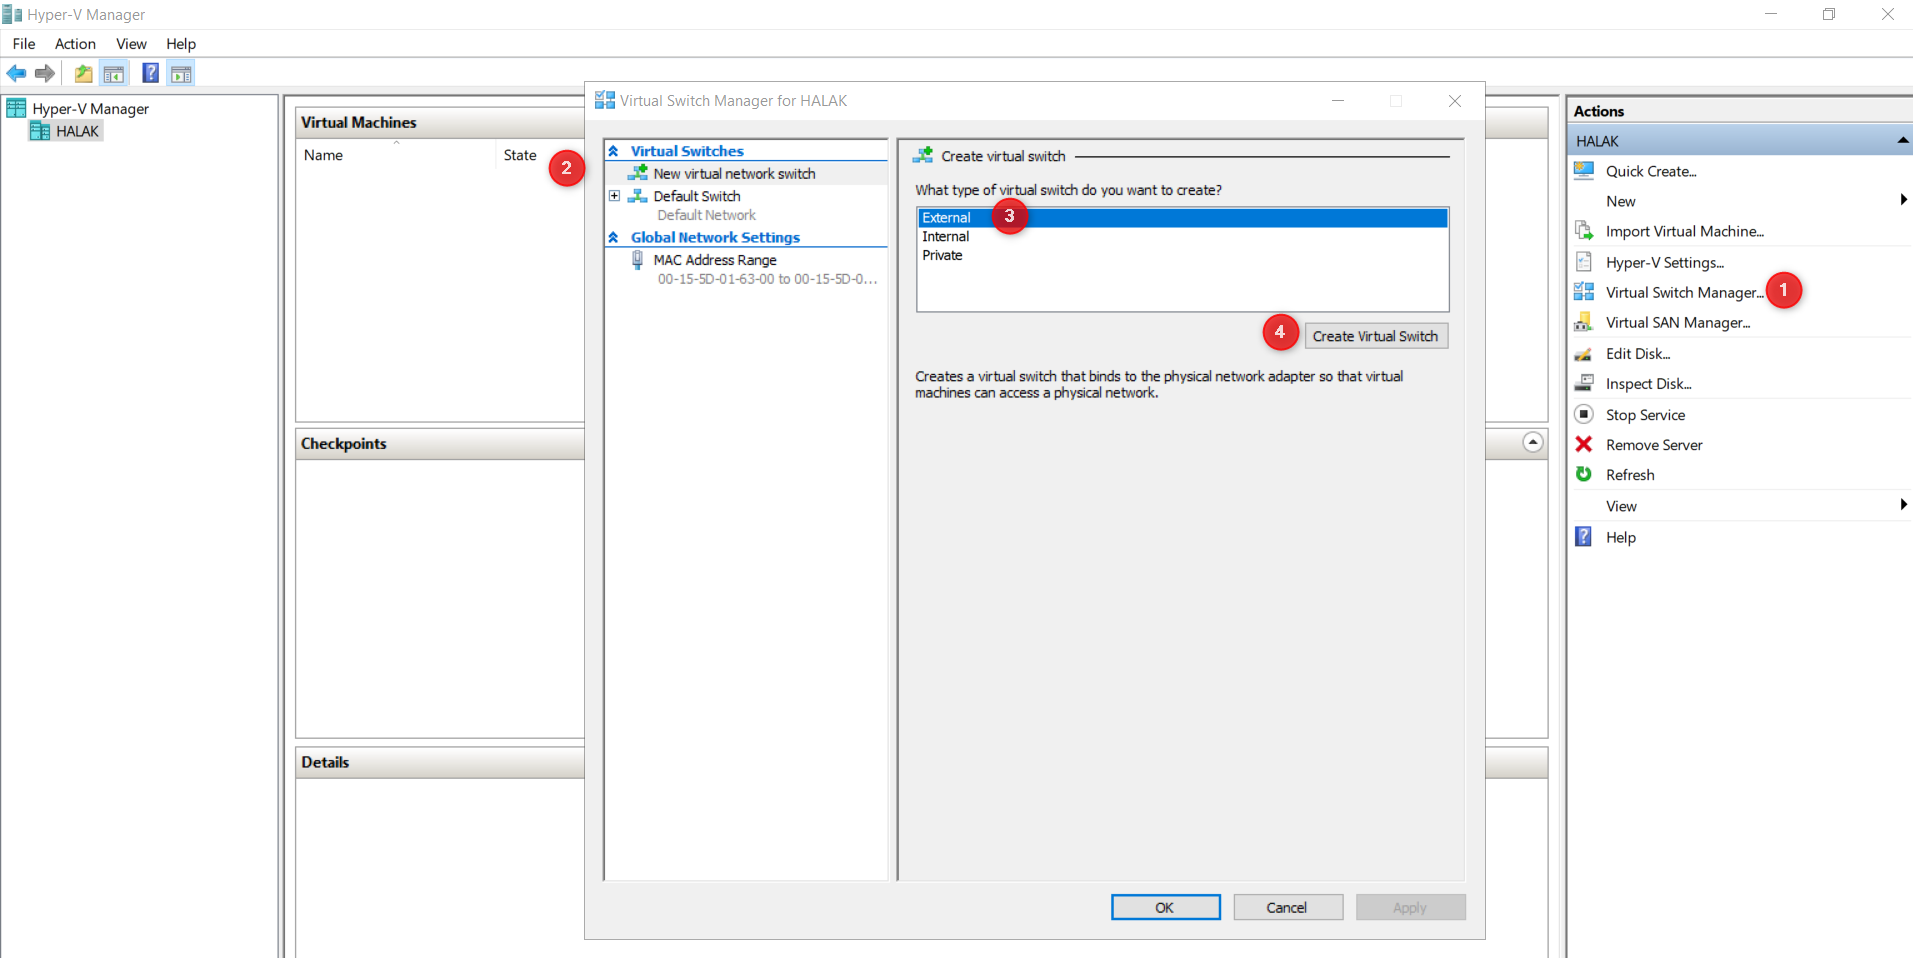 Hyper-V Manager
File Action View Help
Hyper-V Manager
HALAK
Virtual Machines
Name State
Checkpoints
Details
Virtual Switch Manager for HALAK
2
Virtual Switches
New virtual network switch
Default Switch
Default Network
Global Network Settings
MAC Address Range
00-15-5D-01-63-00 to 00-15-5D-0...
Create virtual switch
What type of virtual switch do you want to create?
External 3
Internal
Private
4 Create Virtual Switch
Creates a virtual switch that binds to the physical network adapter so that virtual
machines can access a physical network.
OK Cancel Apply
Actions
HALAK
Quick Create...
New
Import Virtual Machine...
Hyper-V Settings...
Virtual Switch Manager... 1
Virtual SAN Manager...
Edit Disk...
Inspect Disk...
Stop Service
Remove Server
Refresh
View
Help